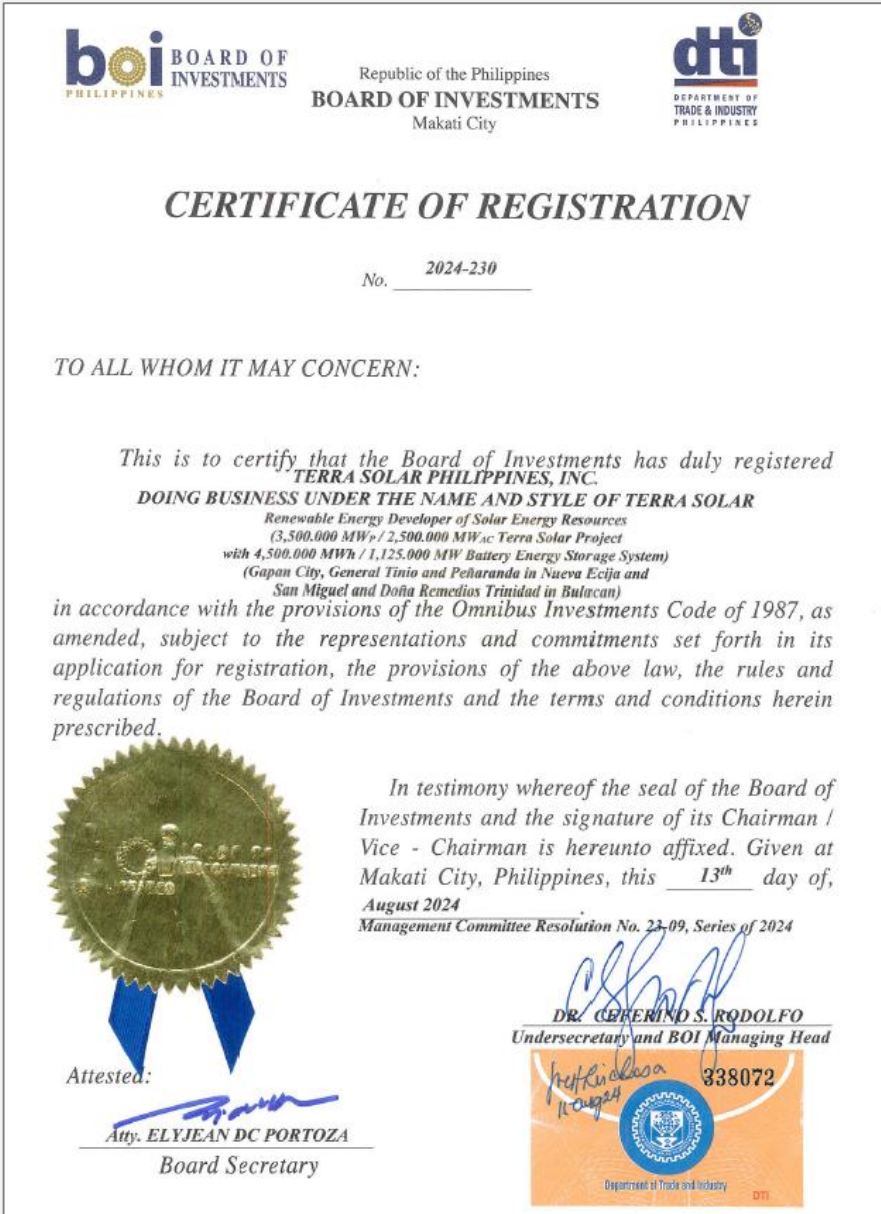 boi BOARD OF
INVESTMENTS
PHILIPPINES
Republic of the Philippines
BOARD OF INVESTMENTS
Makati City
dti
DEPARTMENT OF
TRADE & INDUSTRY
PHILIPPINES
CERTIFICATE OF REGISTRATION
No. 2024-230
TO ALL WHOM IT MAY CONCERN:
This is to certify that the Board of Investments has duly registered
TERRA SOLAR PHILIPPINES, INC.
DOING BUSINESS UNDER THE NAME AND STYLE OF TERRA SOLAR
Renewable Energy Developer of Solar Energy Resources
(3,500.000 MWP / 2,500.000 MWAC Terra Solar Project
with 4,500.000 MWh / 1,125.000 MW Battery Energy Storage System)
(Gapan City, General Tinio and Peñaranda in Nueva Ecija and
San Miguel and Doña Remedios Trinidad in Bulacan)
in accordance with the provisions of the Omnibus Investments Code of 1987, as
amended, subject to the representations and commitments set forth in its
application for registration, the provisions of the above law, the rules and
regulations of the Board of Investments and the terms and conditions herein
prescribed.
In testimony whereof the seal of the Board of
Investments and the signature of its Chairman /
Vice - Chairman is hereunto affixed. Given at
Makati City, Philippines, this 13th day of,
August 2024.
Management Committee Resolution No. 23-09, Series of 2024
DR. CEFERINO S. RODOLFO
Undersecretary and BOI Managing Head
338072
Department of Trade and Industry
DTI
Attested:
Atty. ELYJEAN DC PORTOZA
Board Secretary